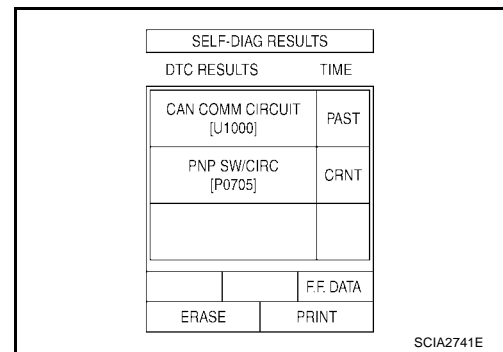 SELF-DIAG RESULTS
DTC RESULTS TIME
CAN COMM CIRCUIT
[U1000]
PAST
PNP SW/CIRC
[P0705]
CRNT
F.F. DATA
ERASE PRINT
SCIA2741E